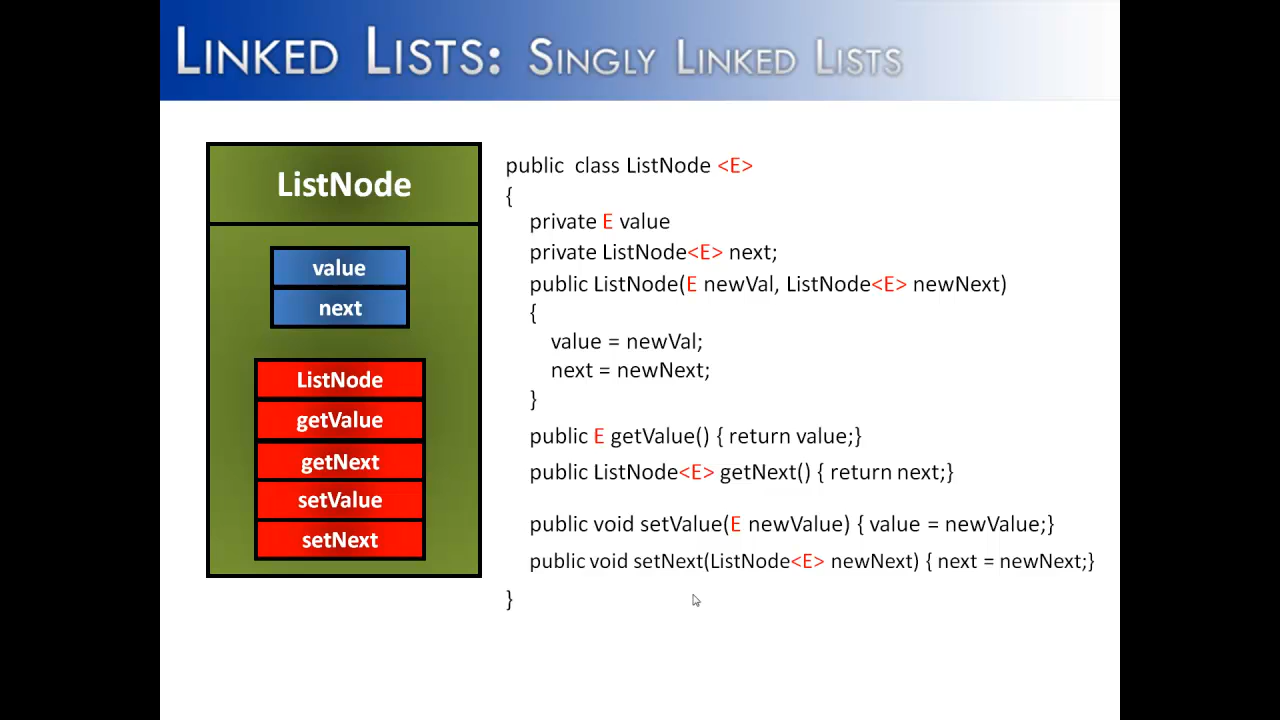 LINKED LISTS: SINGLY LINKED LISTS
ListNode
value
next
ListNode
getValue
getNext
setValue
setNext
public class ListNode <E>
{
private E value
private ListNode<E> next;
public ListNode(E newVal, ListNode<E> newNext)
{
value = newVal;
next = newNext;
}
public E getValue() { return value;}
public ListNode<E> getNext() { return next;}
public void setValue(E newValue) { value = newValue;}
public void setNext(ListNode<E> newNext) { next = newNext;}
}